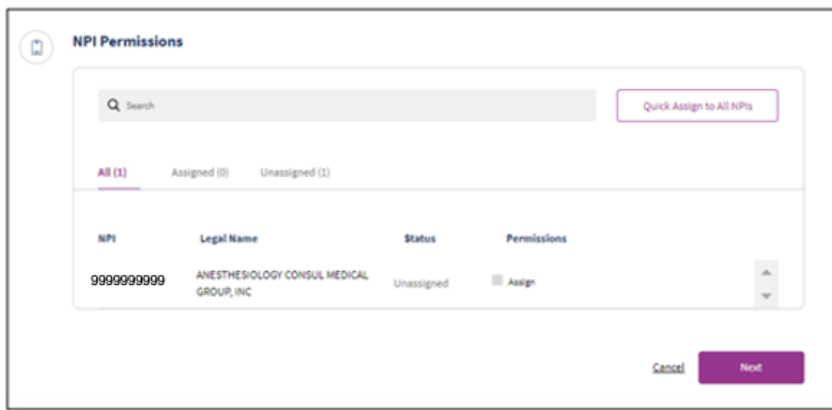 NPI Permissions
Search
Quick Assign to All NPIs
All (1) Assigned (0) Unassigned (1)
NPI Legal Name Status Permissions
9999999999 ANESTHESIOLOGY CONSUL MEDICAL Unassigned Assign
GROUP, INC
Cancel Next